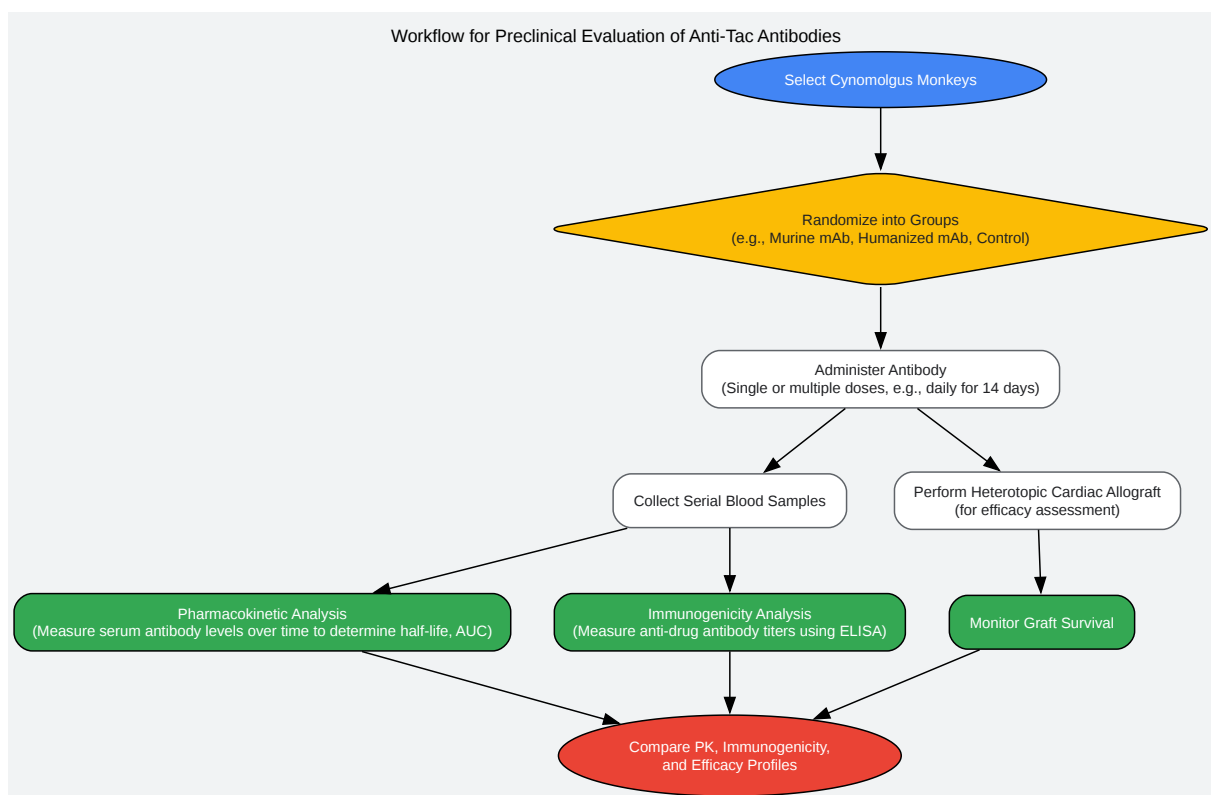 Workflow for Preclinical Evaluation of Anti-Tac Antibodies
Select Cynomolgus Monkeys
Randomize into Groups
(e.g., Murine mAb, Humanized mAb, Control)
Administer Antibody
(Single or multiple doses, e.g., daily for 14 days)
Collect Serial Blood Samples
Perform Heterotopic Cardiac Allograft
(for efficacy assessment)
Pharmacokinetic Analysis
(Measure serum antibody levels over time to determine half-life, AUC)
Immunogenicity Analysis
(Measure anti-drug antibody titers using ELISA)
Monitor Graft Survival
Compare PK, Immunogenicity,
and Efficacy Profiles